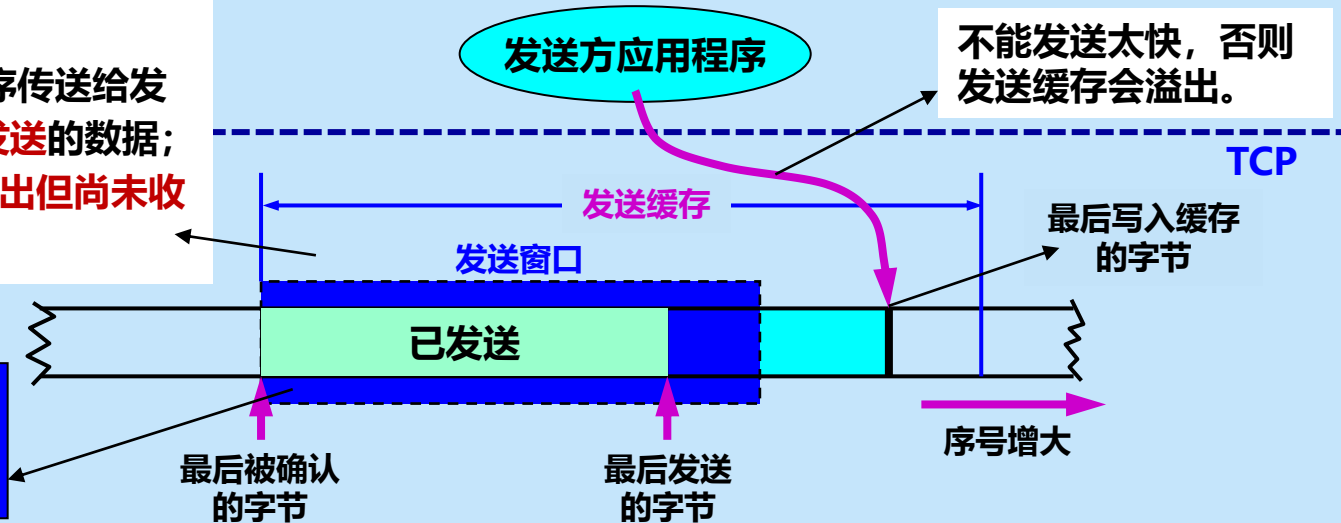 序传送给发
发送的数据；
出但尚未收
发送方应用程序
不能发送太快，否则
发送缓存会溢出。
TCP
发送缓存
最后写入缓存
的字节
发送窗口
已发送
序号增大
最后被确认
的字节
最后发送
的字节